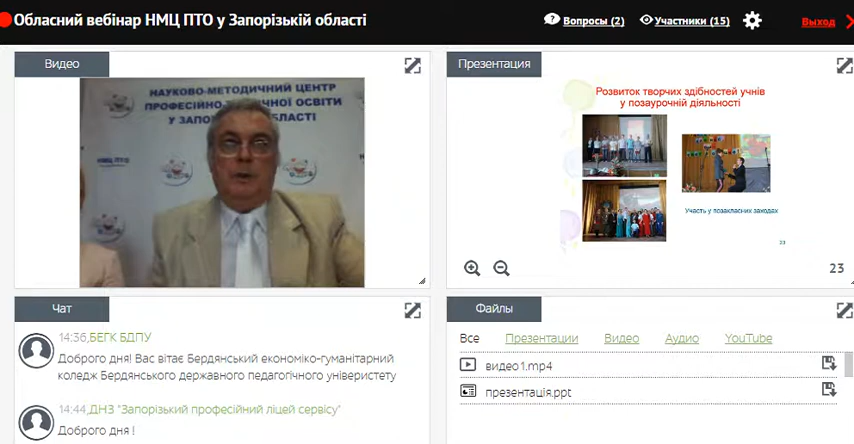 Обласний вебінар НМЦ ПТО у Запорізькій області
Вопросы (2)
Участники (15)
Выход
Видео
НАУКОВО-МЕТОДИЧНИЙ ЦЕНТР
ПРОФЕСІЙНО- ОСВІТИ
У ОБЛАСТІ
НМЦ ПТО
Презентация
Розвиток творчих здібностей учнів
у позаурочній діяльності
Участь у позакласних заходах
23
23
Чат
14:36,БЕГК БДПУ
Доброго дня! Вас вітає Бердянський економіко-гуманітарний
коледж Бердянського державного педагогічного універистету
14:44,ДНЗ "Запорізький професійний ліцей сервісу"
Доброго дня !
Файлы
Все
Презентации
Видео
Аудио
YouTube
видео1.mp4
презентація.ppt